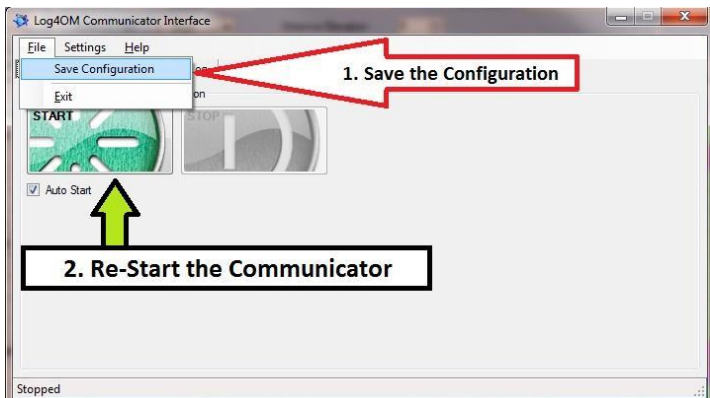 Log4OM Communicator Interface
File Settings Help
Save Configuration
Exit
1. Save the Configuration
START
STOP
Auto Start
2. Re-Start the Communicator
Stopped